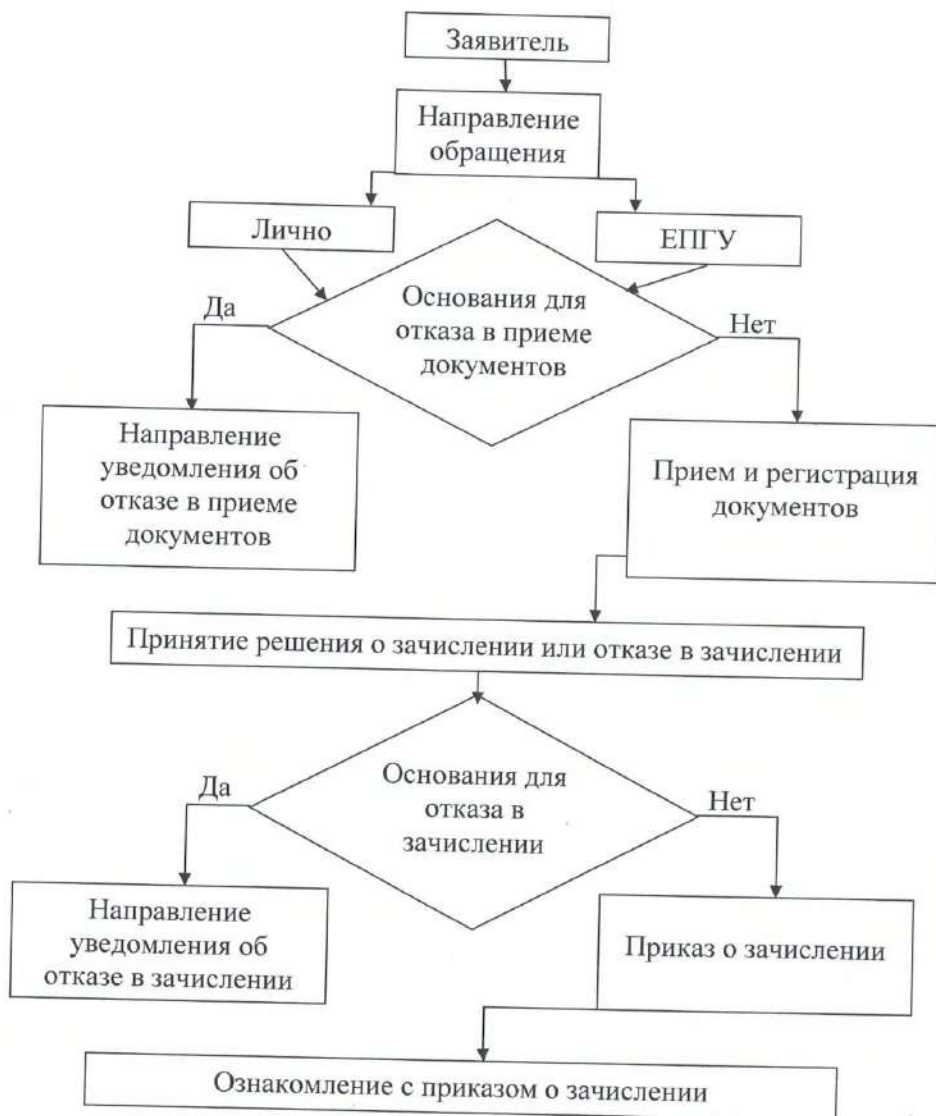 Заявитель
Направление
обращения
Лично
ЕПГУ
Основания для
отказа в приеме
документов
Да
Нет
Направление
уведомления об
отказе в приеме
документов
Прием и регистрация
документов
Принятие решения о зачислении или отказе в зачислении
Основания для
отказа в
зачислении
Да
Нет
Направление
уведомления об
отказе в зачислении
Приказ о зачислении
Ознакомление с приказом о зачислении